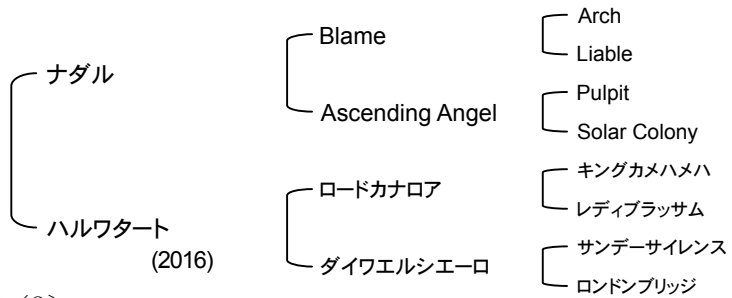 ナダル
ハルワタート
(2016)
Blame
Ascending Angel
ロードカナロア
ダイワエルシエーロ
Arch
Liable
Pulpit
Solar Colony
キングカメハメハ
レディブラッサム
サンデーサイレンス
ロンドンブリッジ